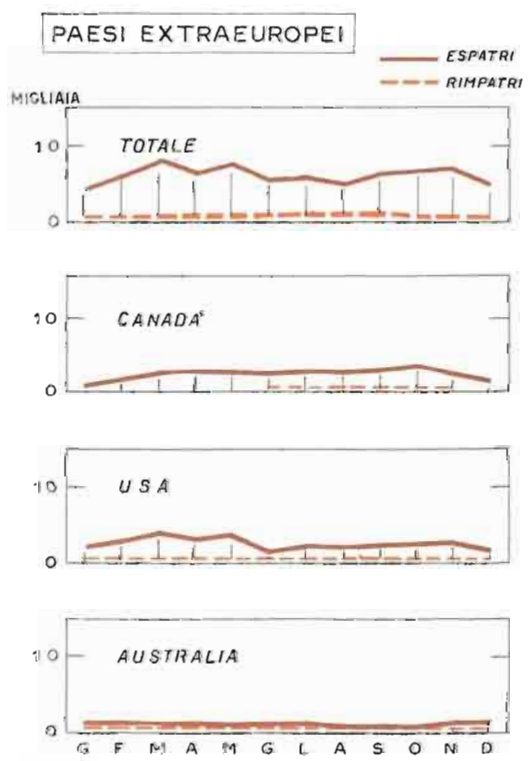 PAESI EXTRAEUROPEI
ESPATRI
RIMPATRI
MIGLIAIA
10
TOTALE
0
10
CANADA
0
10
USA
0
10
AUSTRALIA
0
G F M A M G L A S O N D